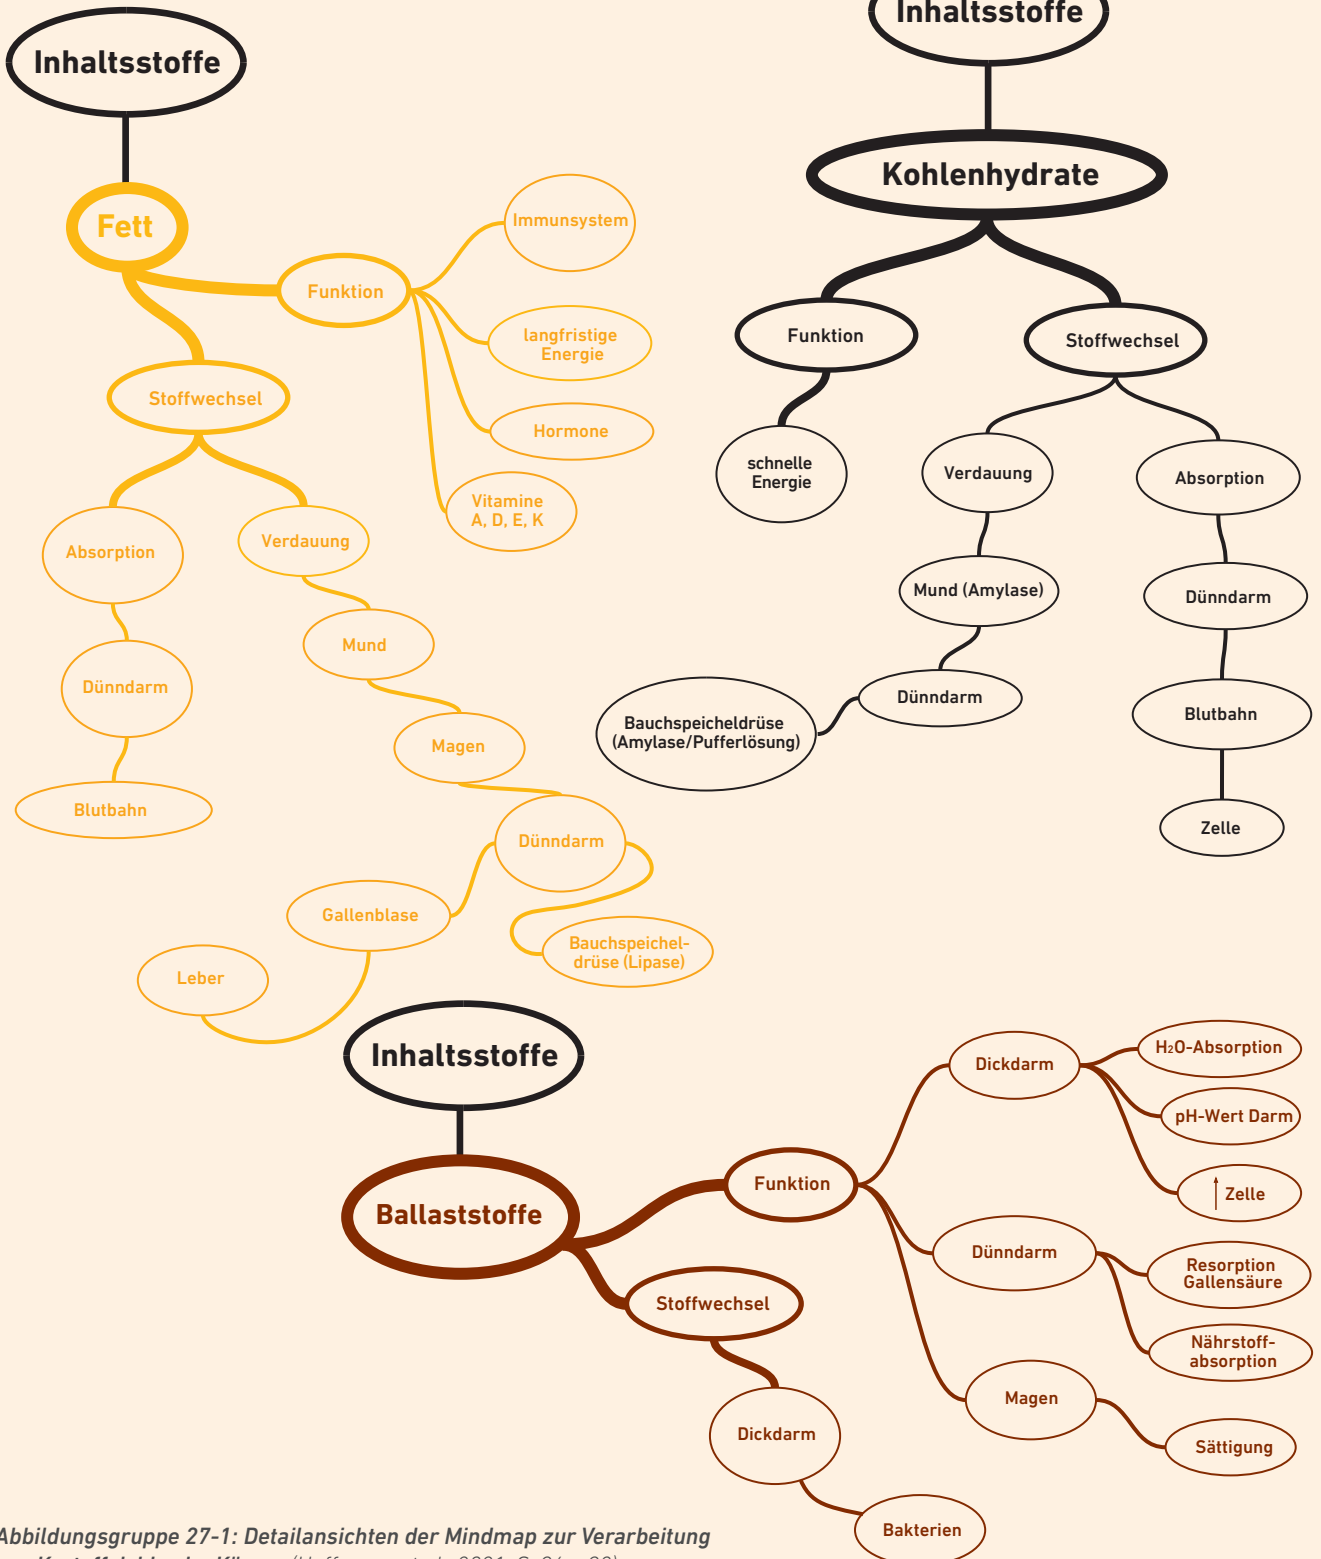 Inhaltsstoffe
Fett
Funktion
Immunsystem
langfristige
Energie
Hormone
Vitamine
A, D, E, K
Stoffwechsel
Absorption
Dünndarm
Blutbahn
Verdauung
Mund
Magen
Dünndarm
Gallenblase
Leber
Bauchspeichel-
drüse (Lipase)
Inhaltsstoffe
Kohlenhydrate
Funktion
schnelle
Energie
Stoffwechsel
Verdauung
Mund (Amylase)
Dünndarm
Bauchspeicheldrüse
(Amylase/Pufferlösung)
Absorption
Dünndarm
Blutbahn
Zelle
Inhaltsstoffe
Ballaststoffe
Funktion
Dickdarm
H₂O-Absorption
pH-Wert Darm
↑ Zelle
Dünndarm
Resorption
Gallensäure
Nährstoff-
absorption
Magen
Sättigung
Stoffwechsel
Dickdarm
Bakterien
Abbildungsgruppe 27-1: Detailansichten der Mindmap zur Verarbeitung